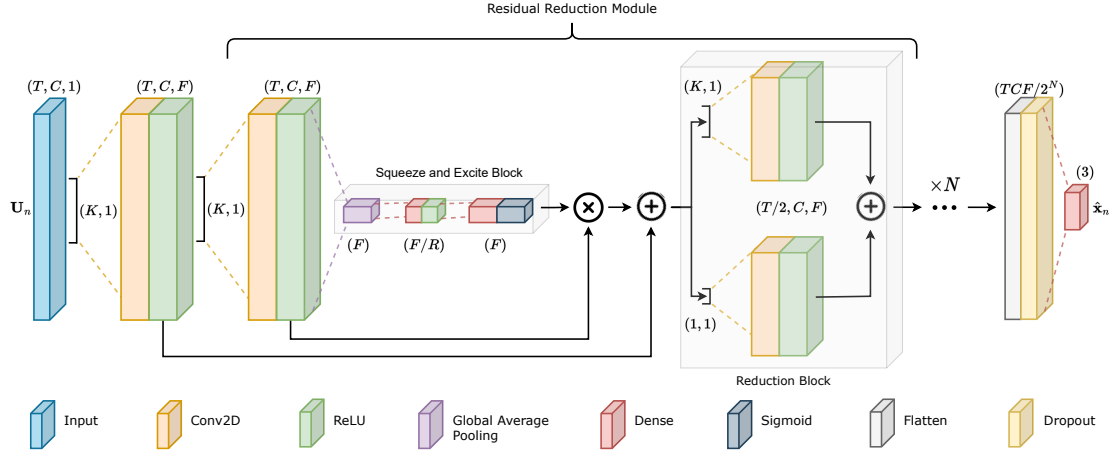 Residual Reduction Module
(T, C, 1)
(T, C, F)
(T, C, F)
(K, 1)
(TCF/2^N)
Squeeze and Excite Block
(3)
U_n
(K, 1)
(K, 1)
×N
x̂_n
(T/2, C, F)
(F)
(F/R)
(F)
(1, 1)
Reduction Block
Input
Conv2D
ReLU
Global Average
Pooling
Dense
Sigmoid
Flatten
Dropout